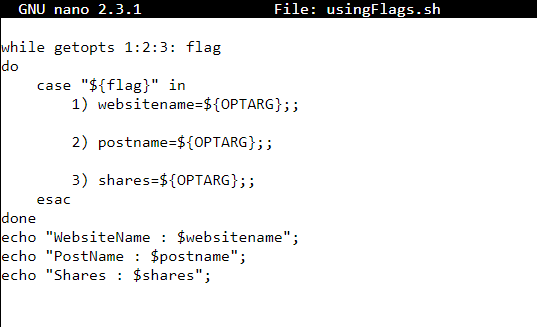 GNU nano 2.3.1 File: usingFlags.sh
while getopts 1:2:3: flag
do
case "${flag}" in
1) websitename=${OPTARG};;
2) postname=${OPTARG};;
3) shares=${OPTARG};;
esac
done
echo "WebsiteName : $websitename";
echo "PostName : $postname";
echo "Shares : $shares";